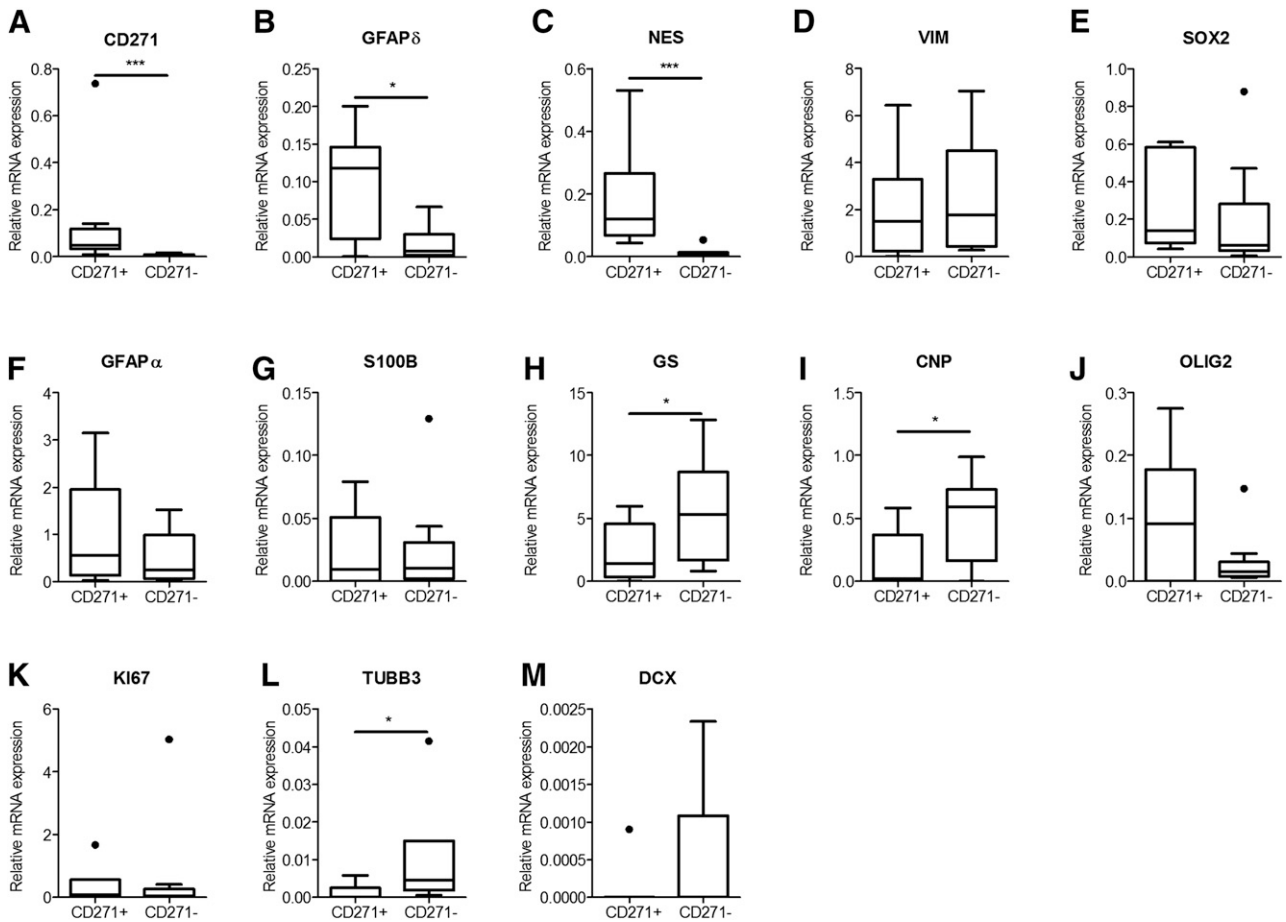 A
CD271
Relative mRNA expression
0.8
0.6
0.4
0.2
0.0
***
CD271+ CD271-
B
GFAPδ
Relative mRNA expression
0.25
0.20
0.15
0.10
0.05
0.00
*
CD271+ CD271-
C
NES
Relative mRNA expression
0.6
0.4
0.2
0.0
***
CD271+ CD271-
D
VIM
Relative mRNA expression
8
6
4
2
0
CD271+ CD271-
E
SOX2
Relative mRNA expression
1.0
0.8
0.6
0.4
0.2
0.0
CD271+ CD271-
F
GFAPα
Relative mRNA expression
4
3
2
1
0
CD271+ CD271-
G
S100B
Relative mRNA expression
0.15
0.10
0.05
0.00
CD271+ CD271-
H
GS
Relative mRNA expression
15
10
5
0
*
CD271+ CD271-
I
CNP
Relative mRNA expression
1.5
1.0
0.5
0.0
*
CD271+ CD271-
J
OLIG2
Relative mRNA expression
0.3
0.2
0.1
0.0
CD271+ CD271-
K
KI67
Relative mRNA expression
6
4
2
0
CD271+ CD271-
L
TUBB3
Relative mRNA expression
0.05
0.04
0.03
0.02
0.01
0.00
*
CD271+ CD271-
M
DCX
Relative mRNA expression
0.0025
0.0020
0.0015
0.0010
0.0005
0.0000
CD271+ CD271-